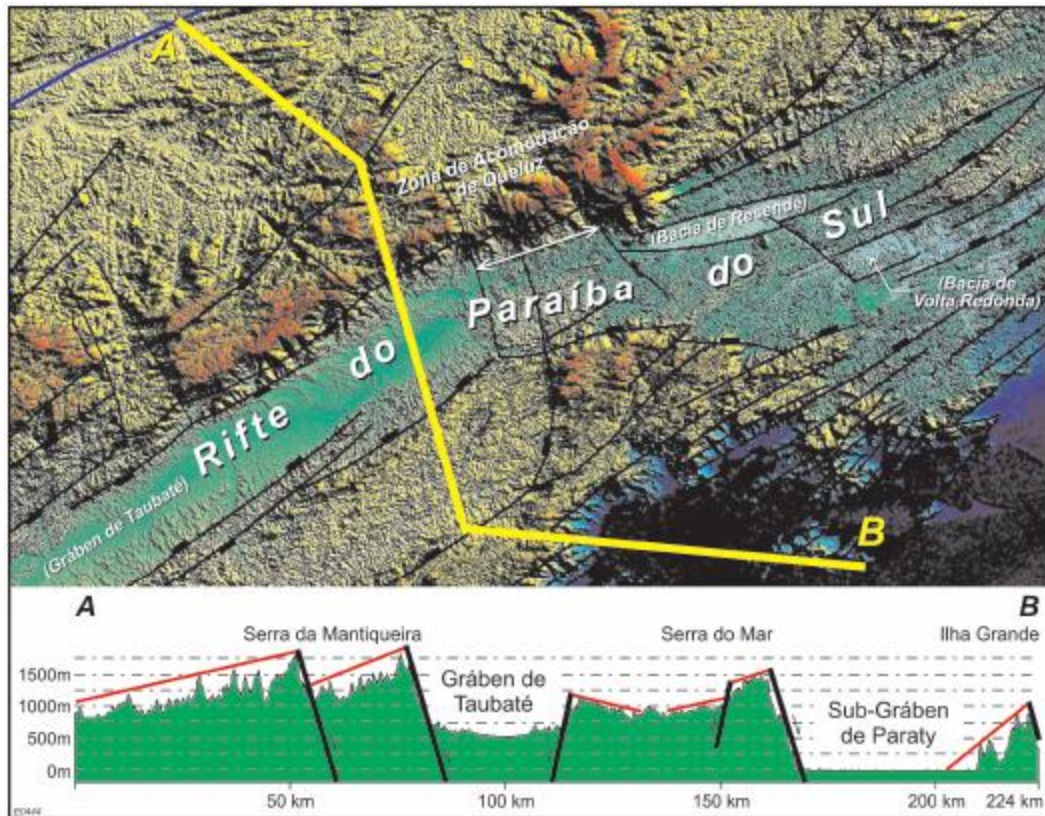 A
Zona de Acomodação
de Queluz
(Bacia de Resende)
Rifte do Paraíba do Sul
(Bacia de
Volta Redonda)
(Gráben de Taubaté)
B
A
B
Serra da Mantiqueira
Serra do Mar
Ilha Grande
1500m
1000m
500m
0m
Gráben de
Taubaté
Sub-Gráben
de Paraty
50 km
100 km
150 km
200 km
224 km